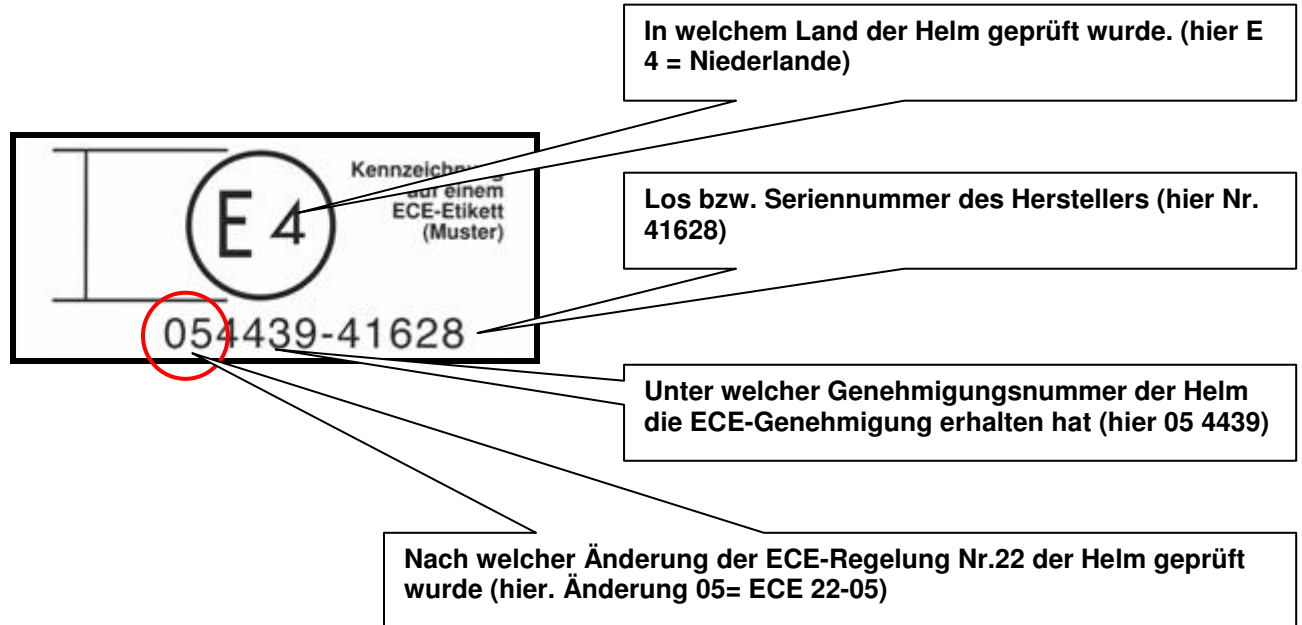 In welchem Land der Helm geprüft wurde. (hier E
4 = Niederlande)
Kennzeichnung
auf einem
ECE-Etikett
(Muster)
E 4
Los bzw. Seriennummer des Herstellers (hier Nr.
41628)
054439-41628
Unter welcher Genehmigungsnummer der Helm
die ECE-Genehmigung erhalten hat (hier 05 4439)
Nach welcher Änderung der ECE-Regelung Nr.22 der Helm geprüft
wurde (hier. Änderung 05= ECE 22-05)